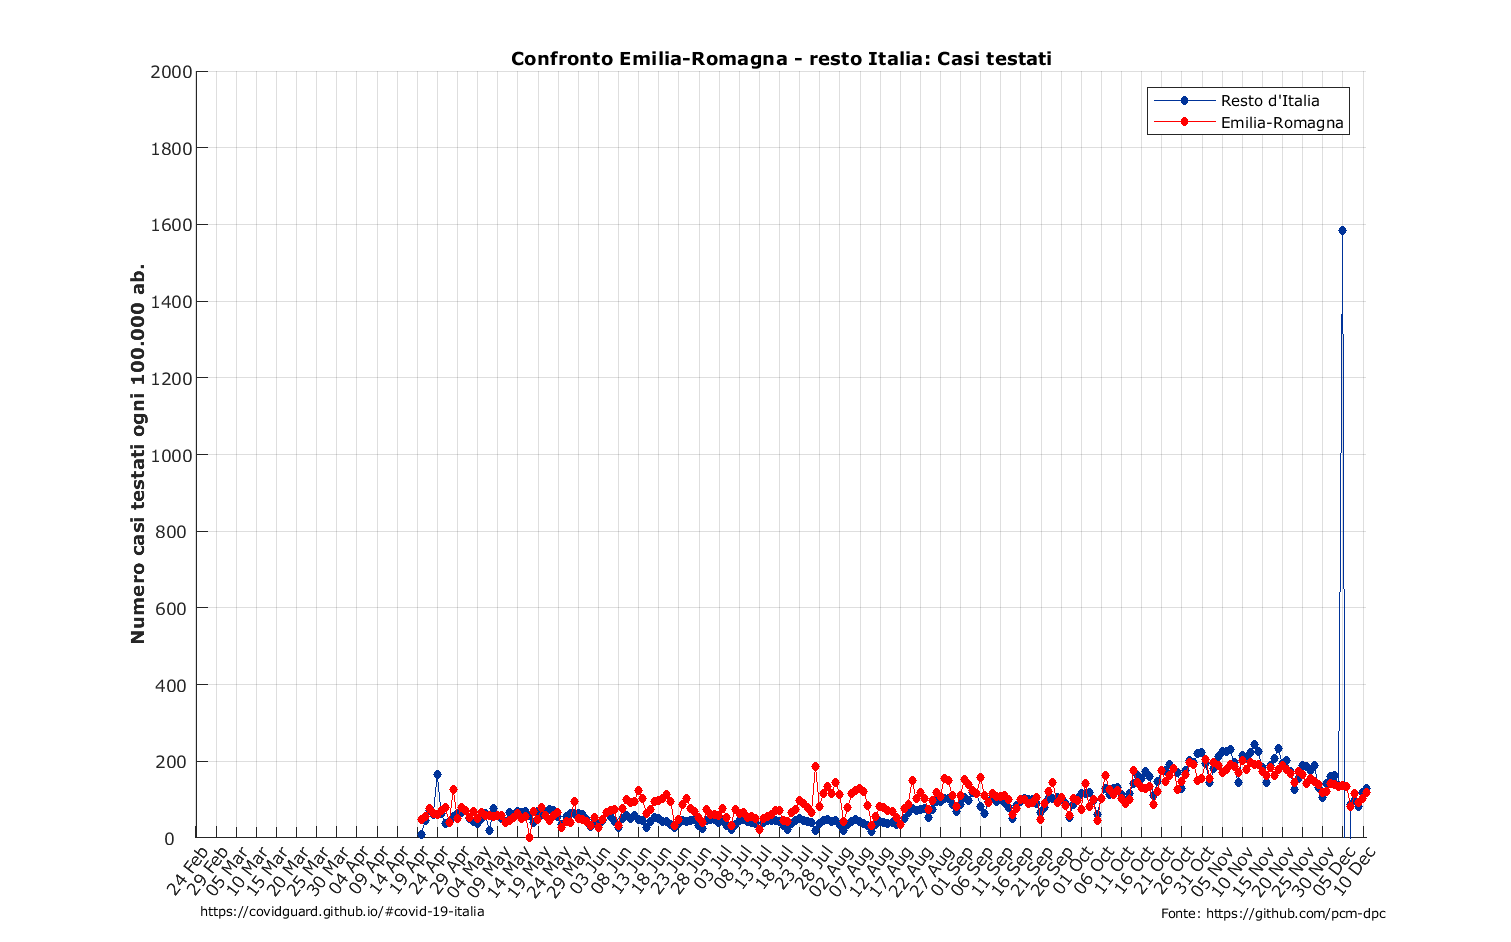 Confronto Emilia-Romagna - resto Italia: Casi testati
Resto d'Italia
Emilia-Romagna
Numero casi testati ogni 100.000 ab.
2000
1800
1600
1400
1200
1000
800
600
400
200
0
24 Feb
29 Feb
05 Mar
10 Mar
15 Mar
20 Mar
25 Mar
30 Mar
04 Apr
09 Apr
14 Apr
19 Apr
24 Apr
29 Apr
04 May
09 May
14 May
19 May
24 May
29 May
03 Jun
08 Jun
13 Jun
18 Jun
23 Jun
28 Jun
03 Jul
08 Jul
13 Jul
18 Jul
23 Jul
28 Jul
02 Aug
07 Aug
12 Aug
17 Aug
22 Aug
27 Aug
01 Sep
06 Sep
11 Sep
16 Sep
21 Sep
26 Sep
01 Oct
06 Oct
11 Oct
16 Oct
21 Oct
26 Oct
31 Oct
05 Nov
10 Nov
15 Nov
20 Nov
25 Nov
30 Nov
05 Dec
10 Dec
https://covidguard.github.io/#covid-19-italia
Fonte: https://github.com/pcm-dpc